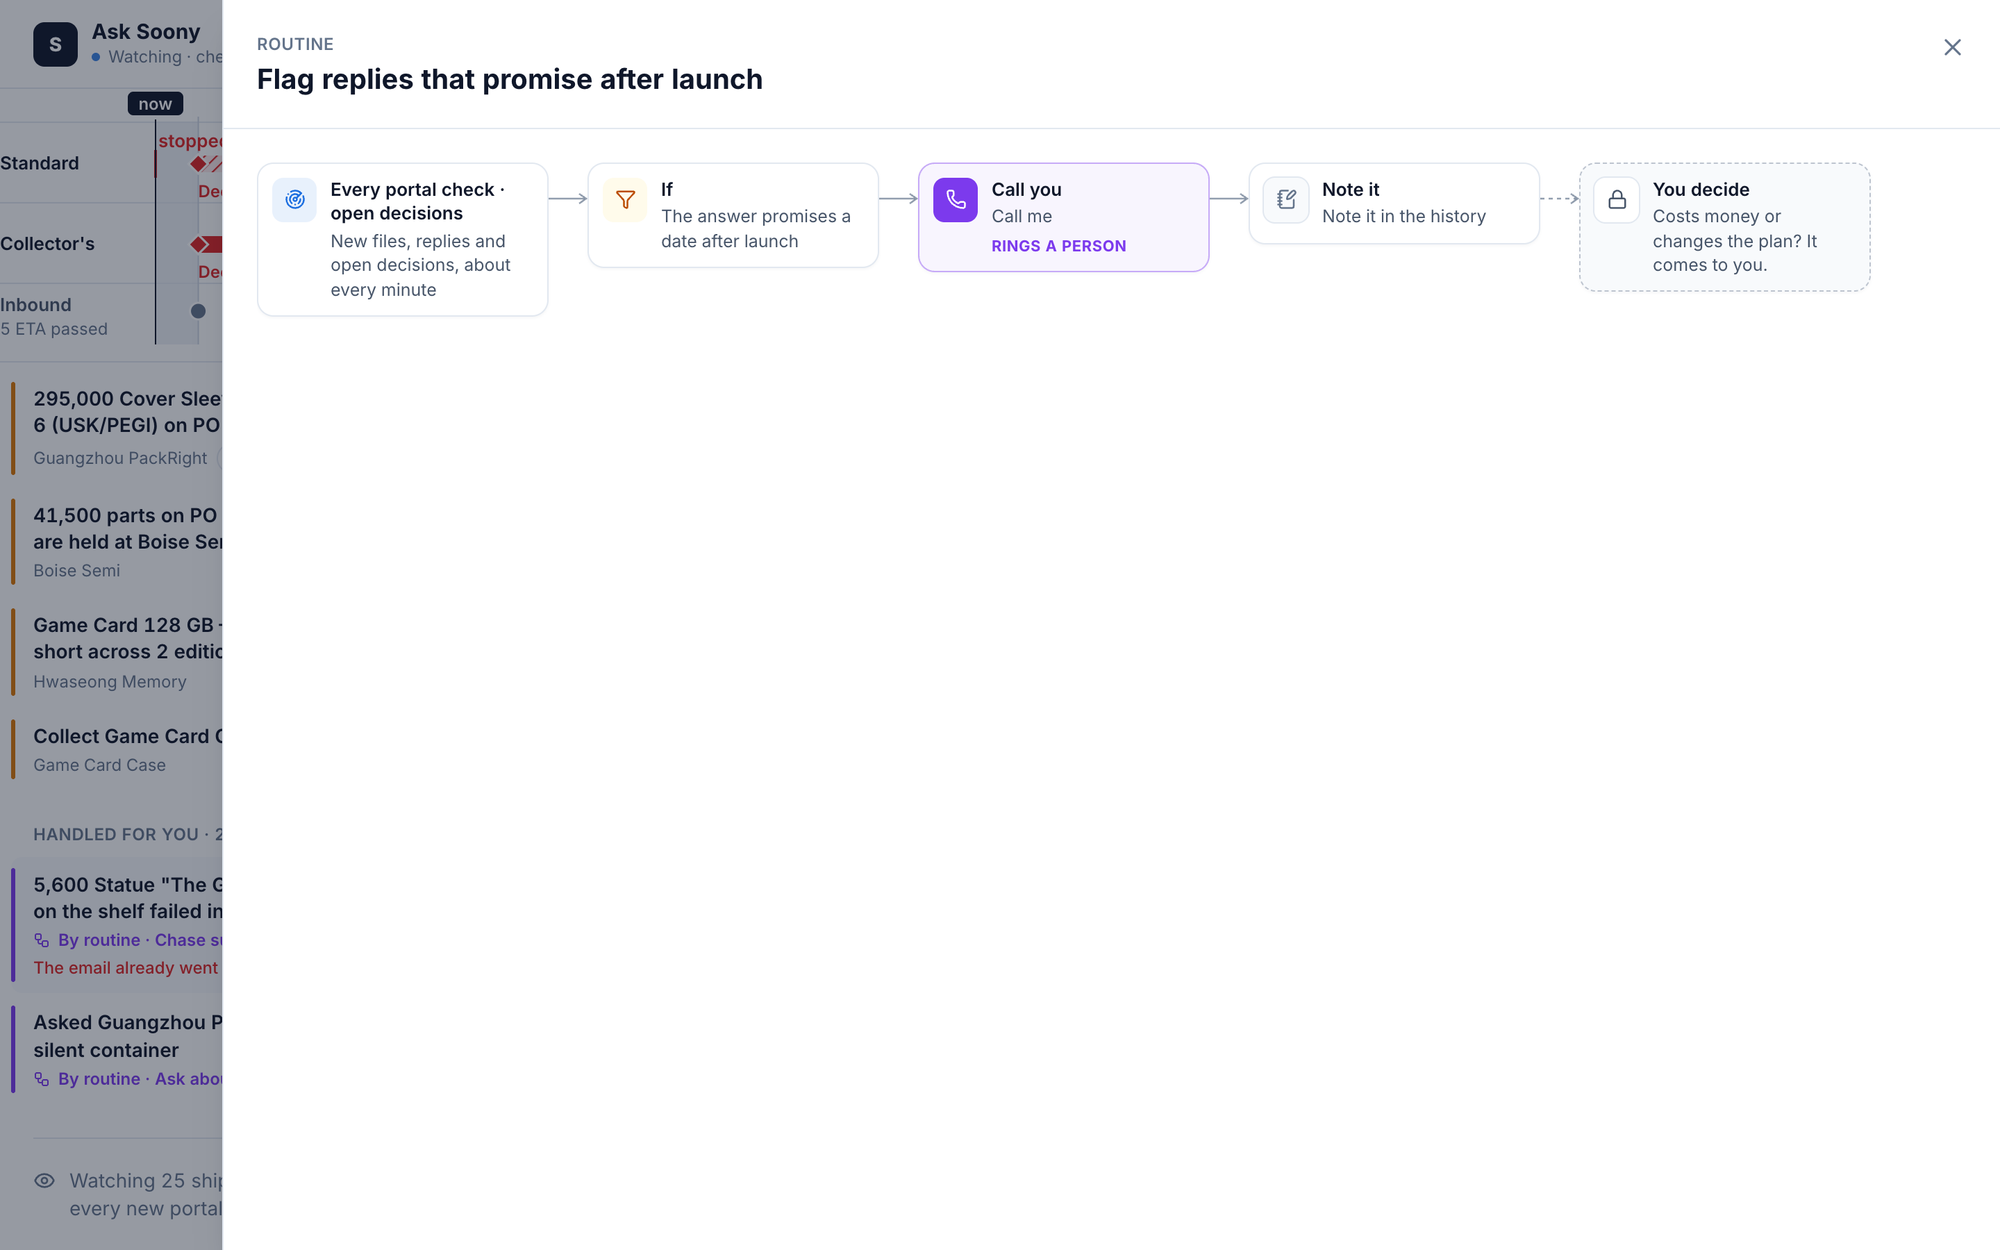 S
Ask Soony
Watching · che
now
stopped
Standard
Dec
Collector's
Dec
Inbound
5 ETA passed
295,000 Cover Slee
6 (USK/PEGI) on PO
Guangzhou PackRight
41,500 parts on PO
are held at Boise Ser
Boise Semi
Game Card 128 GB -
short across 2 editio
Hwaseong Memory
Collect Game Card C
Game Card Case
HANDLED FOR YOU · 2
5,600 Statue "The G
on the shelf failed in
By routine · Chase su
The email already went
Asked Guangzhou P
silent container
By routine · Ask abou
Watching 25 ship
every new portal
ROUTINE
Flag replies that promise after launch
Every portal check ·
open decisions
New files, replies and
open decisions, about
every minute
If
The answer promises a
date after launch
Call you
Call me
RINGS A PERSON
Note it
Note it in the history
You decide
Costs money or
changes the plan? It
comes to you.